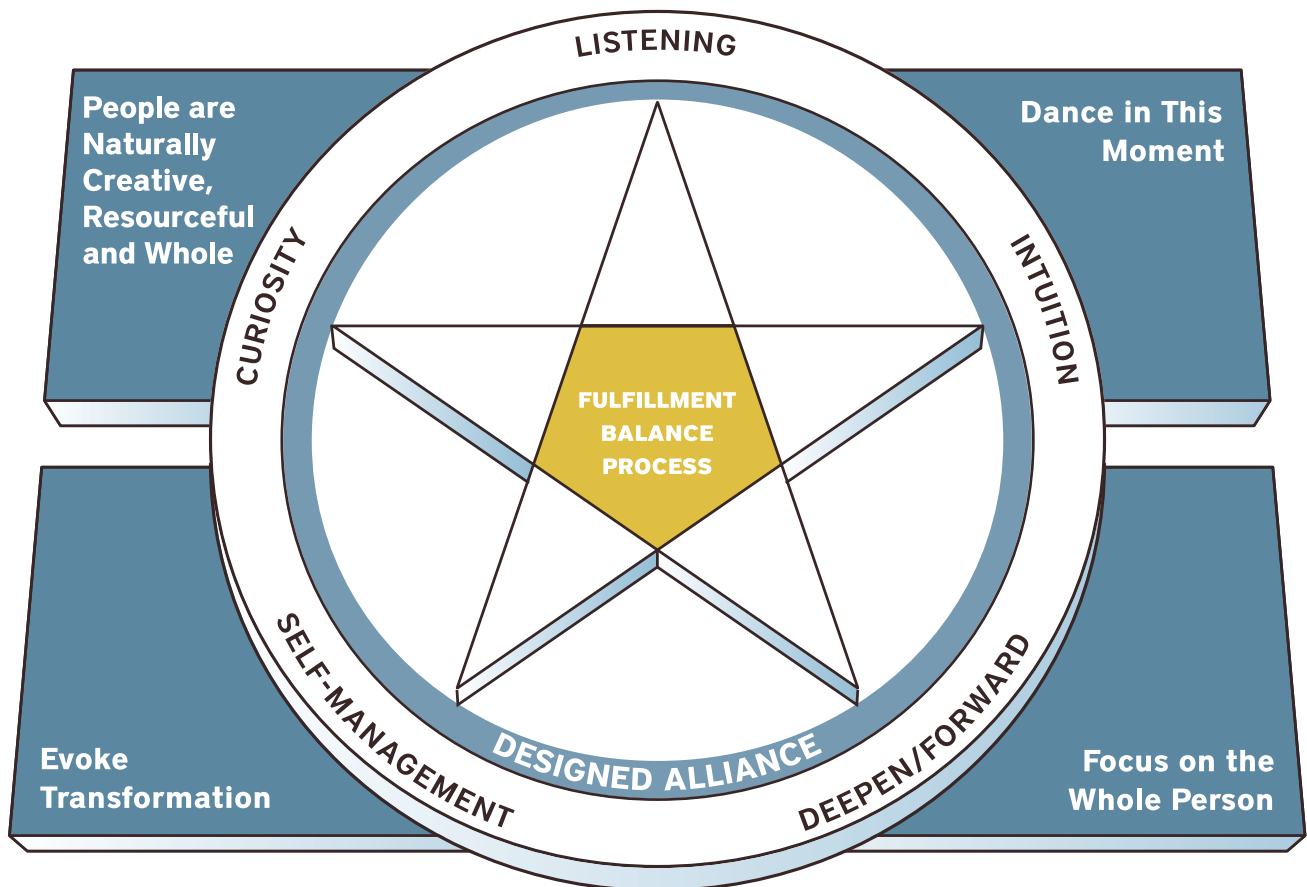 LISTENING
People are
Naturally
Creative,
Resourceful
and Whole
Dance in This
Moment
CURIOSITY
INTUITION
FULFILLMENT
BALANCE
PROCESS
SELF-MANAGEMENT
DESIGNED ALLIANCE
DEEPEN/FORWARD
Evoke
Transformation
Focus on the
Whole Person